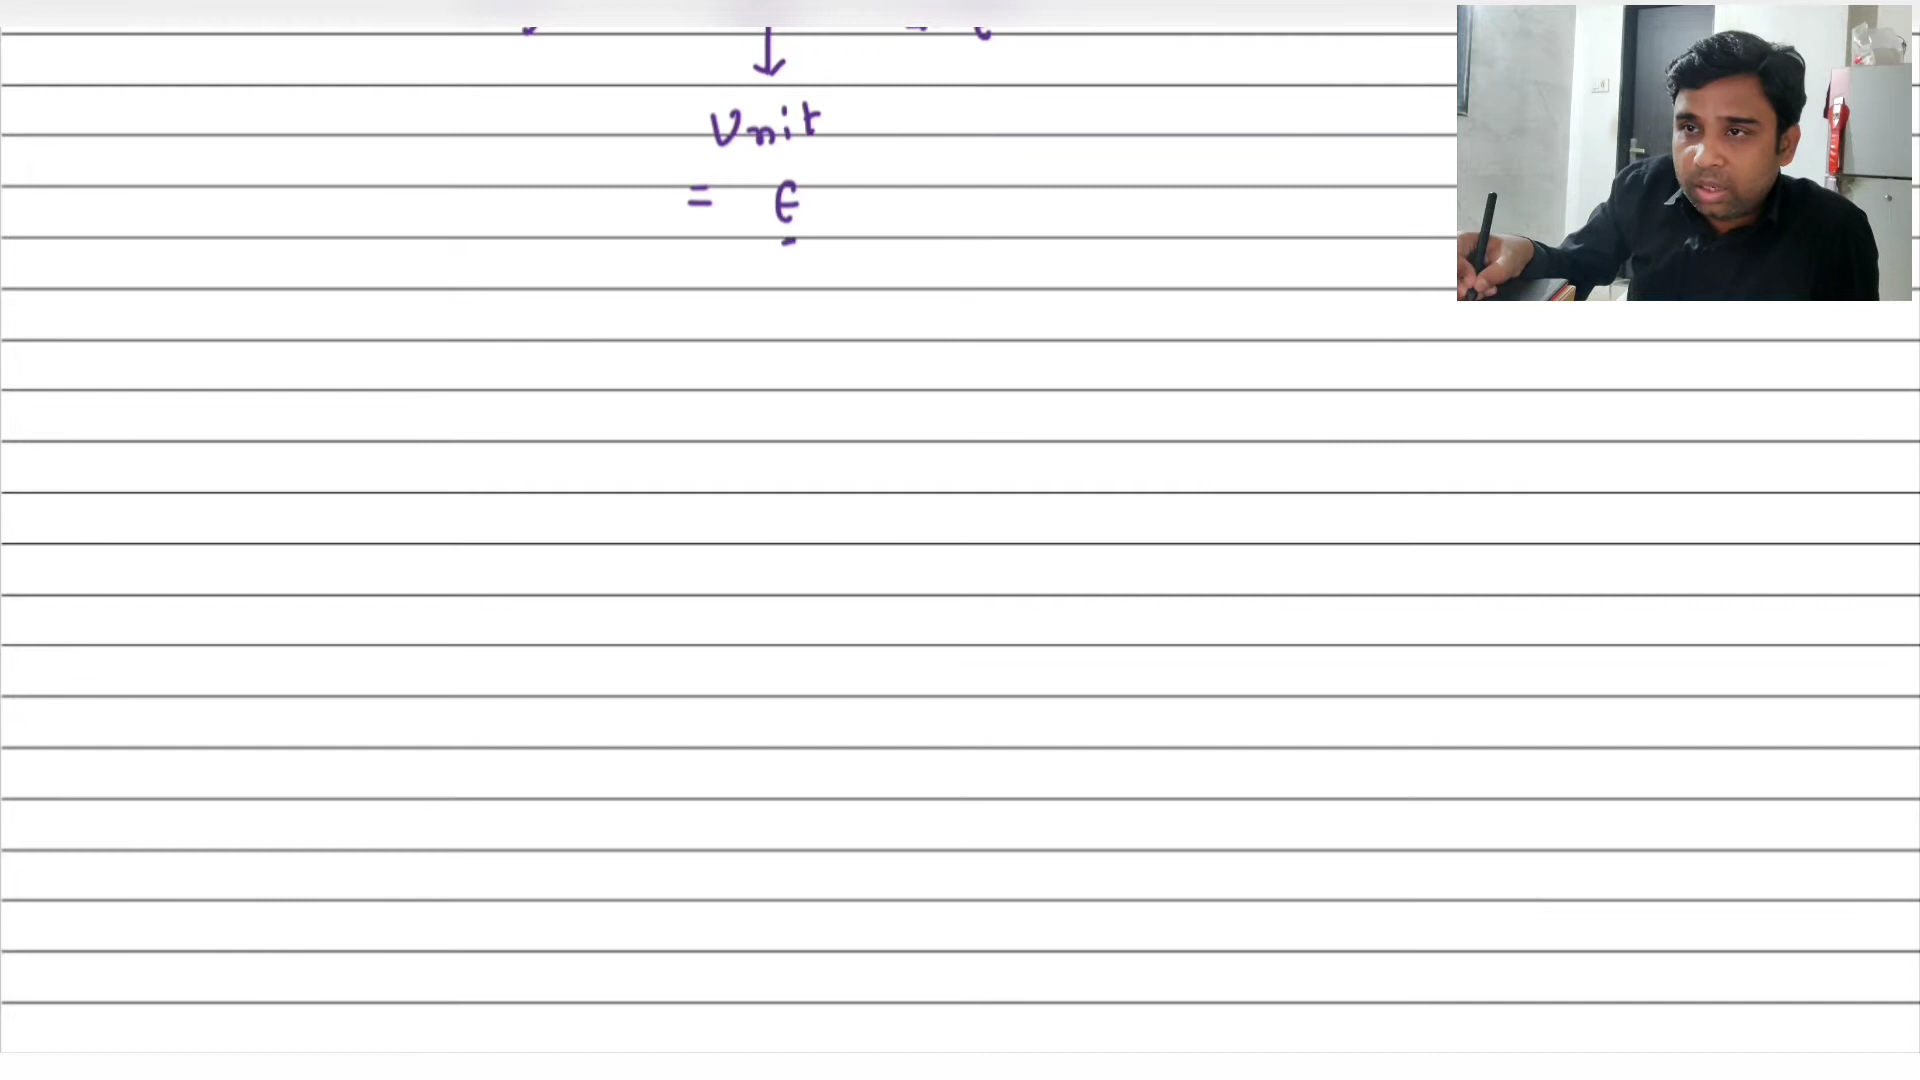 ↓
Unit
= €